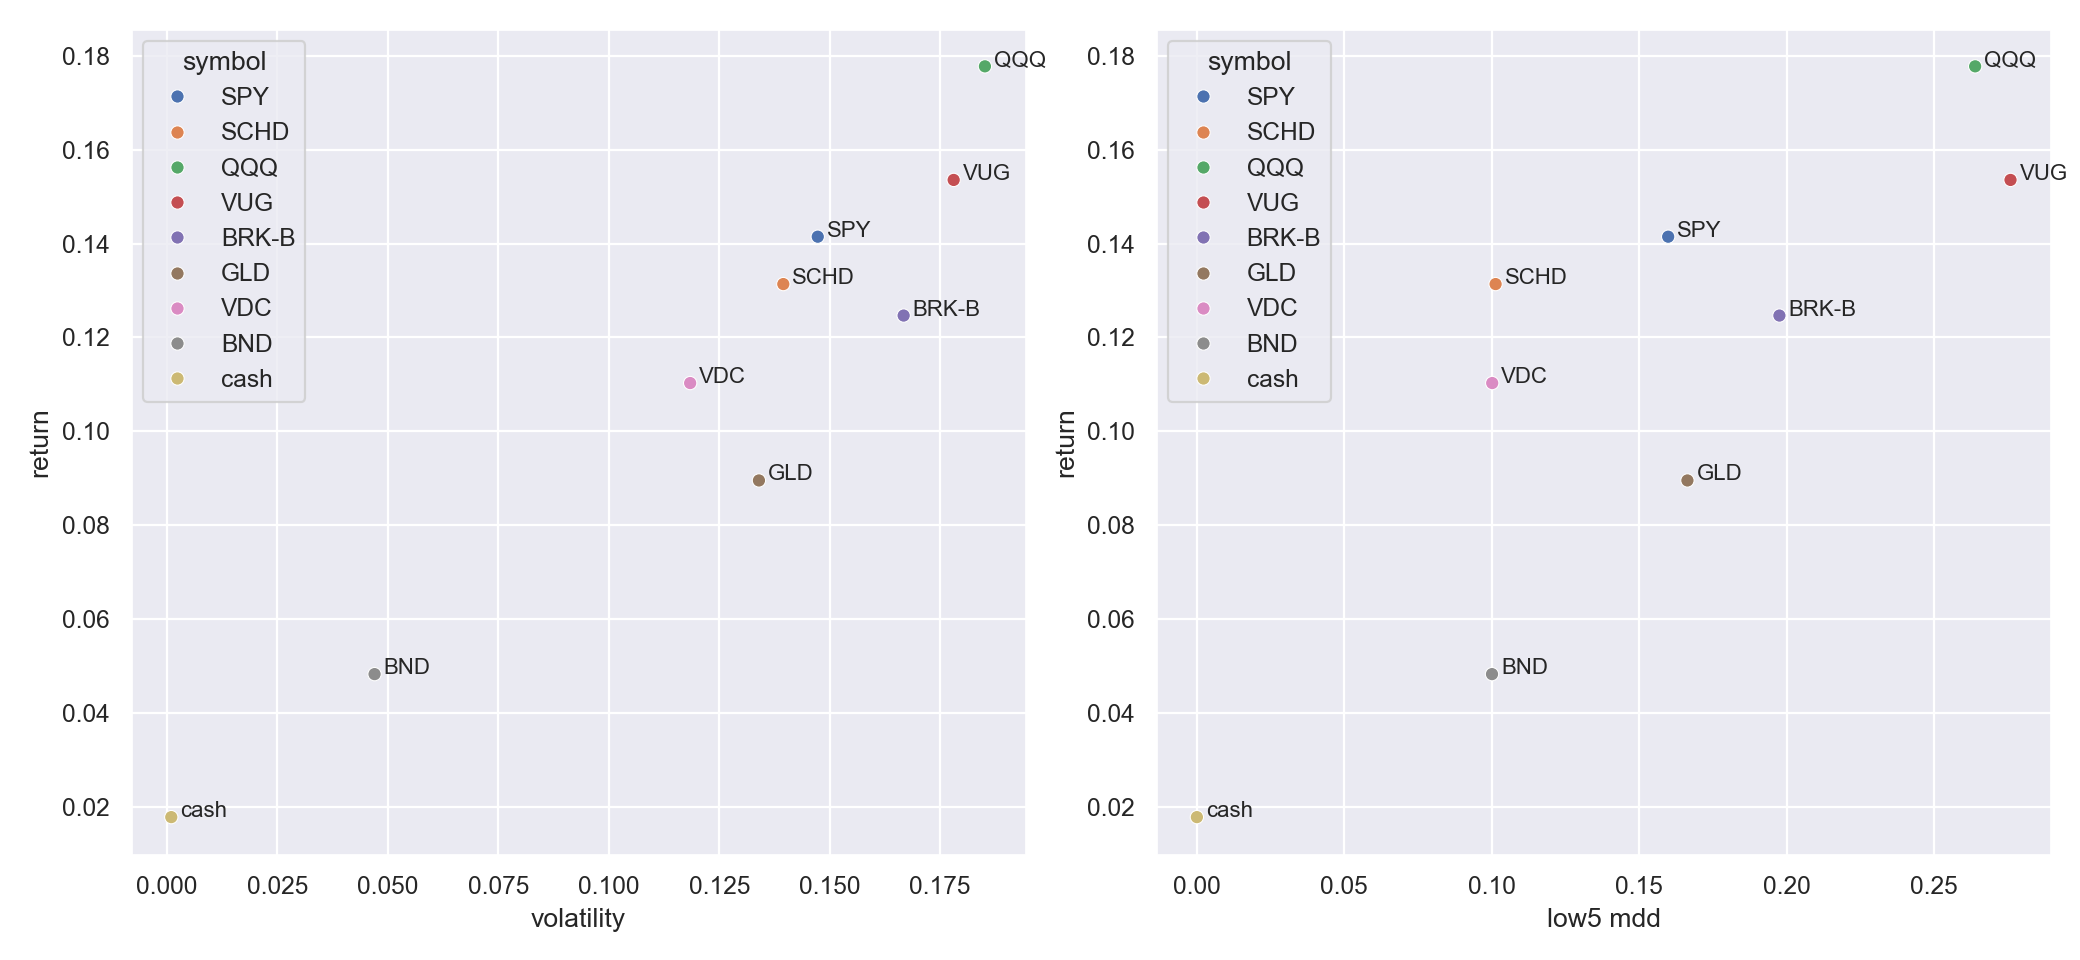 symbol
SPY
SCHD
QQQ
VUG
BRK-B
GLD
VDC
BND
cash
0.18
0.16
0.14
0.12
0.10
0.08
0.06
0.04
0.02
return
QQQ
VUG
SPY
SCHD
BRK-B
VDC
GLD
BND
cash
0.000 0.025 0.050 0.075 0.100 0.125 0.150 0.175
volatility
symbol
SPY
SCHD
QQQ
VUG
BRK-B
GLD
VDC
BND
cash
0.18
0.16
0.14
0.12
0.10
0.08
0.06
0.04
0.02
return
QQQ
VUG
SPY
SCHD
BRK-B
VDC
GLD
BND
cash
0.00 0.05 0.10 0.15 0.20 0.25
low5 mdd